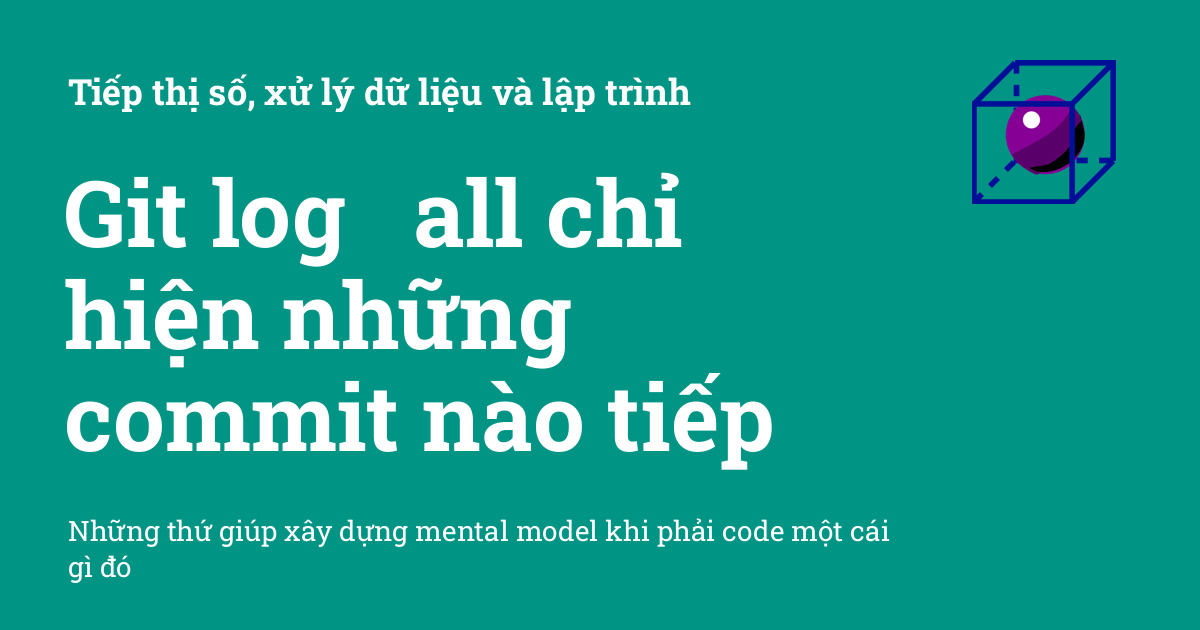 Tiếp thị số, xử lý dữ liệu và lập trình
Git log   all chỉ
hiện những
commit nào tiếp
Những thứ giúp xây dựng mental model khi phải code một cái
gì đó